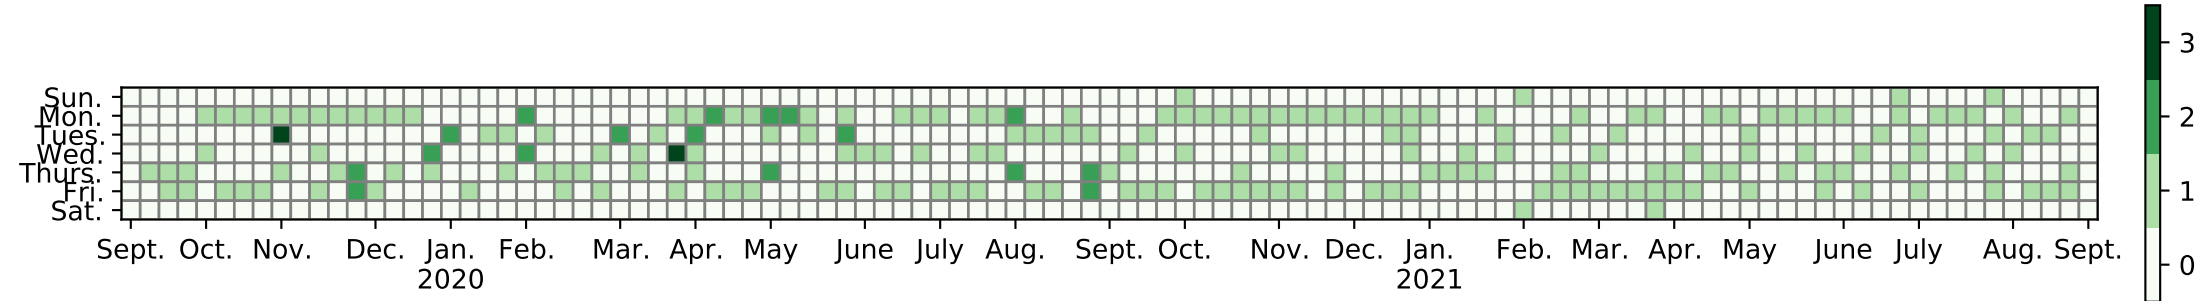 3
2
1
0
Sun.
Mon.
Tues.
Wed.
Thurs.
Fri.
Sat.
Sept. Oct. Nov. Dec. Jan. Feb. Mar. Apr. May June July Aug. Sept. Oct. Nov. Dec. Jan. Feb. Mar. Apr. May June July Aug. Sept.
2020 2021